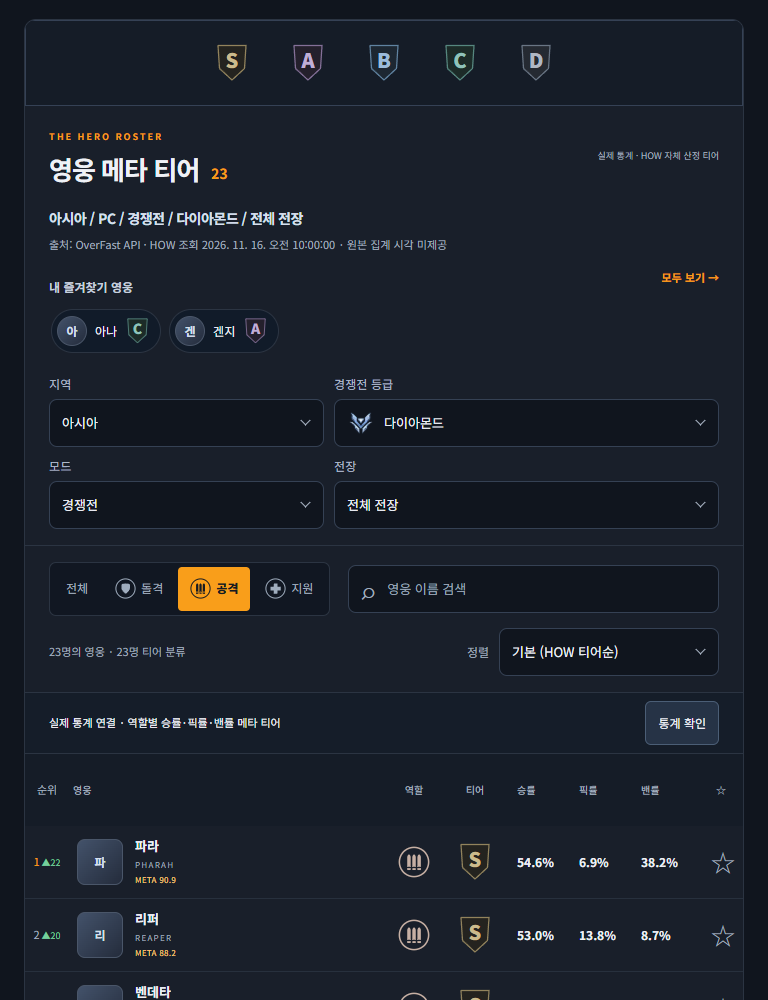 S A B C D
THE HERO ROSTER
영웅 메타 티어 23
실제 통계 · HOW 자체 산정 티어
아시아 / PC / 경쟁전 / 다이아몬드 / 전체 전장
출처: OverFast API · HOW 조회 2026. 11. 16. 오전 10:00:00 · 원본 집계 시각 미제공
내 즐겨찾기 영웅
모두 보기 →
아 아나 C 겐 겐지 A
지역 경쟁전 등급
아시아 다이아몬드
모드 전장
경쟁전 전체 전장
전체 돌격 공격 지원 영웅 이름 검색
23명의 영웅 · 23명 티어 분류 정렬 기본 (HOW 티어순)
실제 통계 연결 · 역할별 승률·픽률·밴률 메타 티어 통계 확인
순위 영웅 역할 티어 승률 픽률 밴률 ☆
1 ▲22 파 파라 S 54.6% 6.9% 38.2% ☆
PHARAH
META 90.9
2 ▲20 리 리퍼 S 53.0% 13.8% 8.7% ☆
REAPER
META 88.2
벤데타